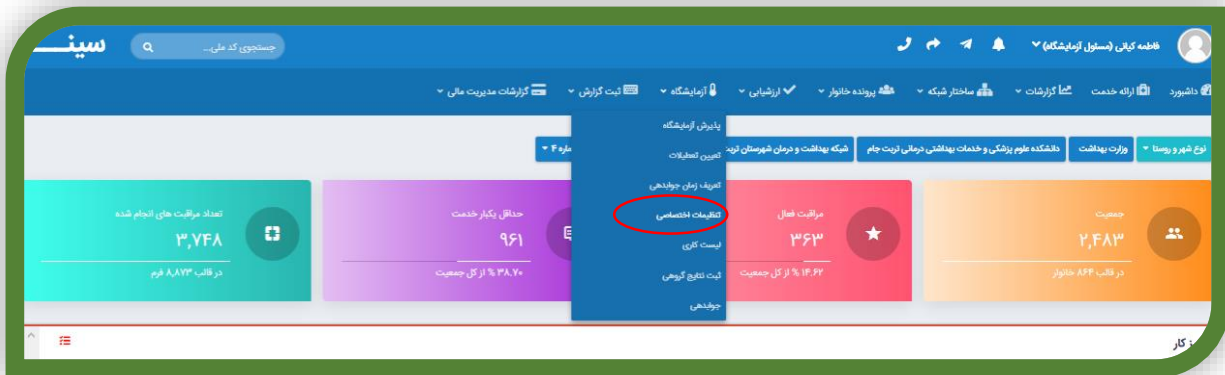 فاطمه کیانی (مسئول آزمایشگاه)
جستجوی کد ملی...
سینـــــ
داشبورد
ارائه خدمت
گزارشات
ساختار شبکه
پرونده خانوار
ارزشیابی
آزمایشگاه
ثبت گزارش
گزارشات مدیریت مالی
پذیرش آزمایشگاه
تعیین تعطیلات
تعریف زمان جوابدهی
تنظیمات اختصاصی
لیست کاری
ثبت نتایج گروهی
جوابدهی
نوع شهر و روستا
وزارت بهداشت
دانشکده علوم پزشکی و خدمات بهداشتی درمانی تربت جام
شبکه بهداشت و درمان شهرستان
۴
جمعیت
۲,۴۸۳
در قالب ۸۶۴ خانوار
مراقبت فعال
۳۶۳
۱۴.۶۲ % از کل جمعیت
حداقل یکبار خدمت
۹۶۱
۳۸.۷۰ % از کل جمعیت
تعداد مراقبت های انجام شده
۳,۷۴۸
در قالب ۸,۸۷۳ فرم
کار